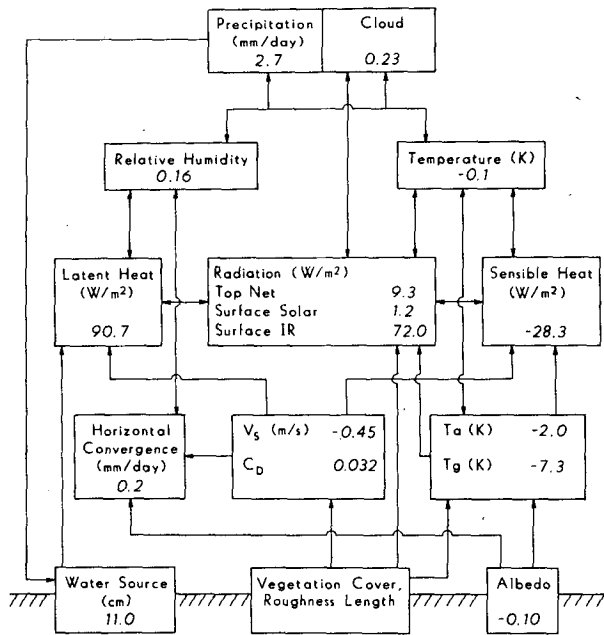 Precipitation
(mm/day)
2.7
Cloud
0.23
Relative Humidity
0.16
Temperature (K)
-0.1
Latent Heat
(W/m²)
90.7
Radiation (W/m²)
Top Net 9.3
Surface Solar 1.2
Surface IR 72.0
Sensible Heat
(W/m²)
-28.3
Horizontal
Convergence
(mm/day)
0.2
Vs (m/s) -0.45
CD 0.032
Ta (K) -2.0
Tg (K) -7.3
Water Source
(cm)
11.0
Vegetation Cover,
Roughness Length
Albedo
-0.10